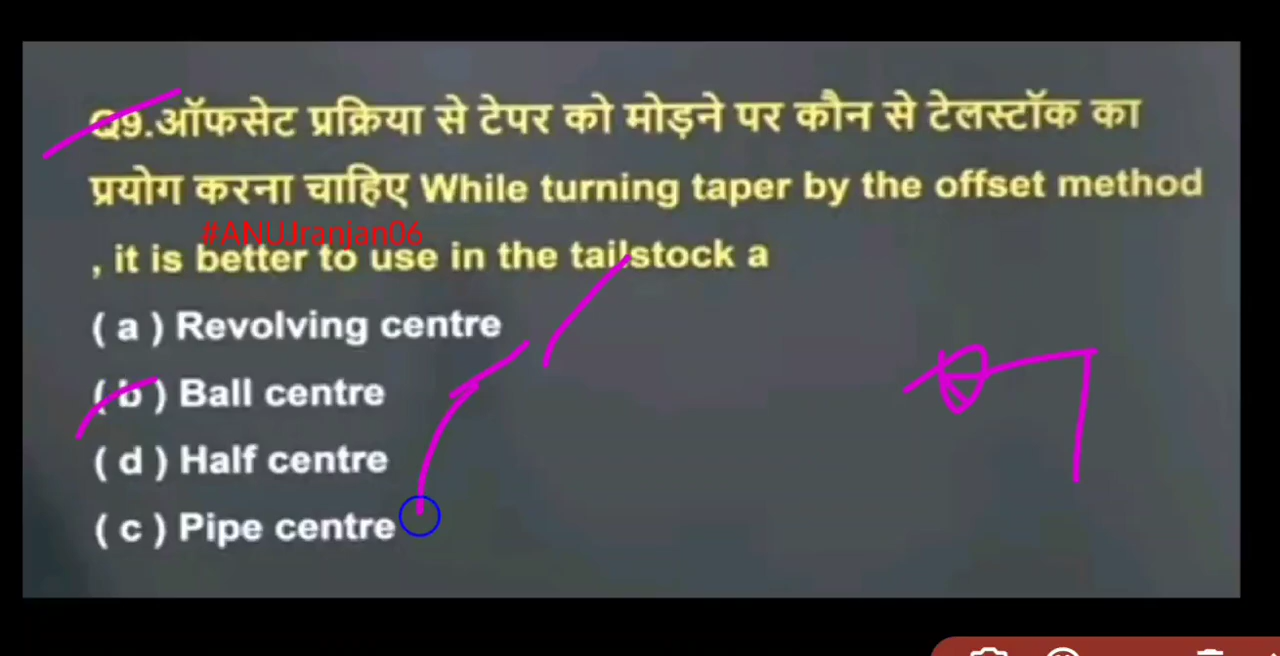 Q9.ऑफसेट प्रक्रिया से टेपर को मोड़ने पर कौन से टेलस्टॉक का
प्रयोग करना चाहिए While turning taper by the offset method
#ANUJranjan06
, it is better to use in the tailstock a
( a ) Revolving centre
( b ) Ball centre
( d ) Half centre
( c ) Pipe centre